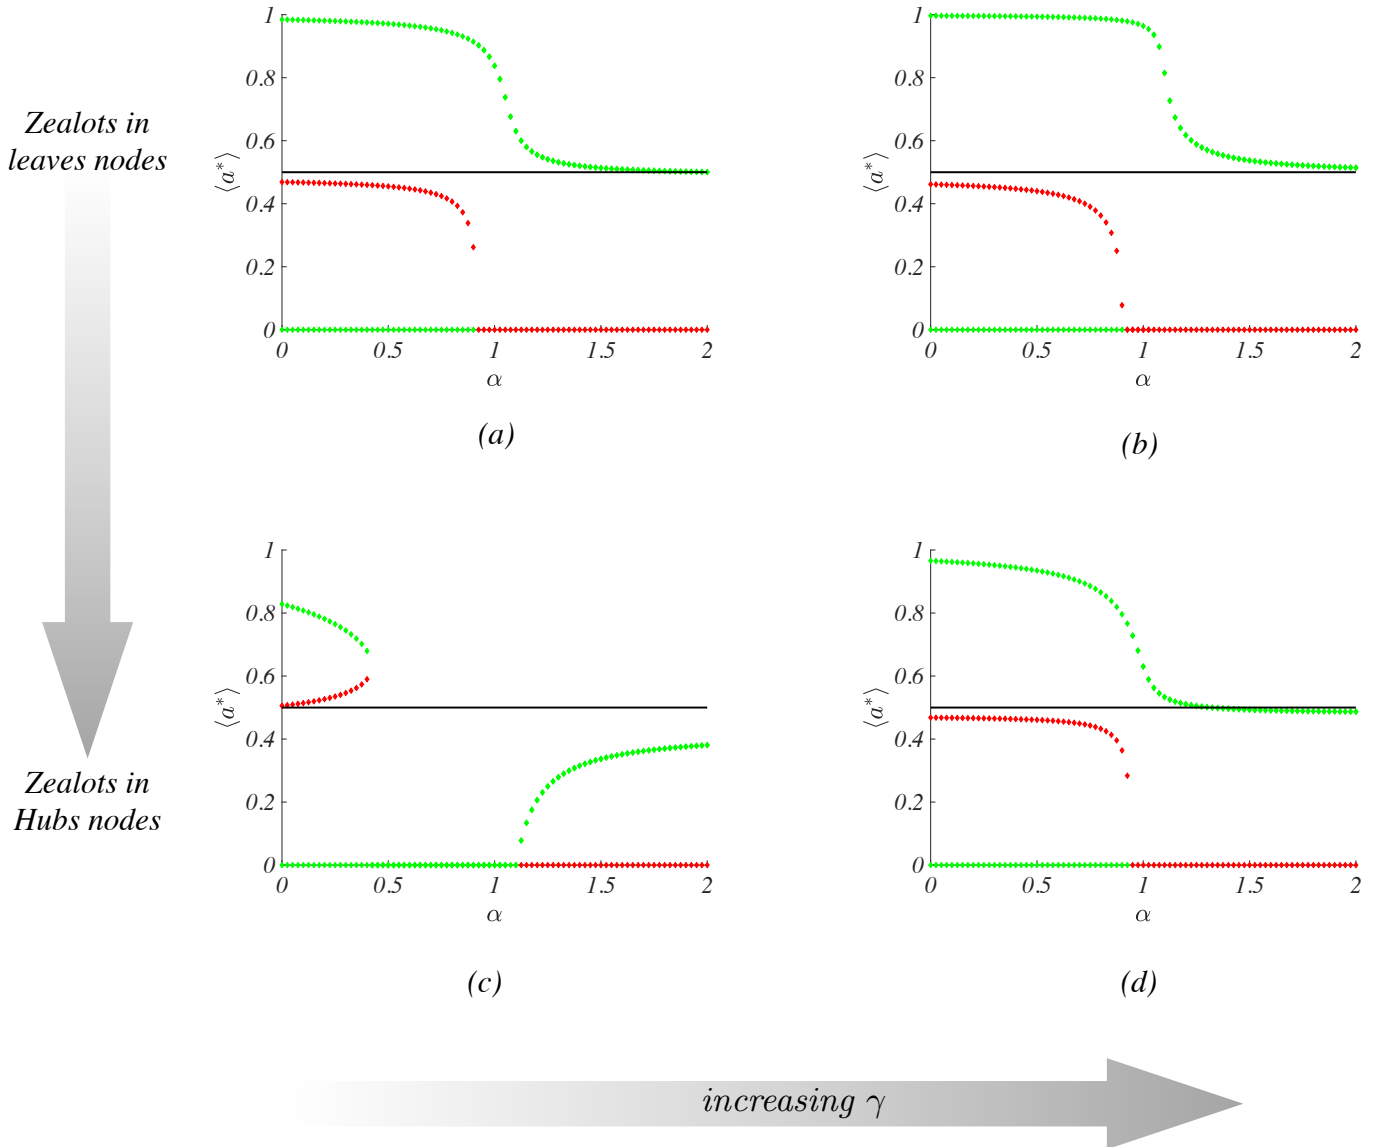 Zealots in
leaves nodes
1
0.8
0.6
0.4
0.2
0
⟨a*⟩
0 0.5 1 1.5 2
α
(a)
1
0.8
0.6
0.4
0.2
0
⟨a*⟩
0 0.5 1 1.5 2
α
(b)
Zealots in
Hubs nodes
1
0.8
0.6
0.4
0.2
0
⟨a*⟩
0 0.5 1 1.5 2
α
(c)
1
0.8
0.6
0.4
0.2
0
⟨a*⟩
0 0.5 1 1.5 2
α
(d)
increasing γ